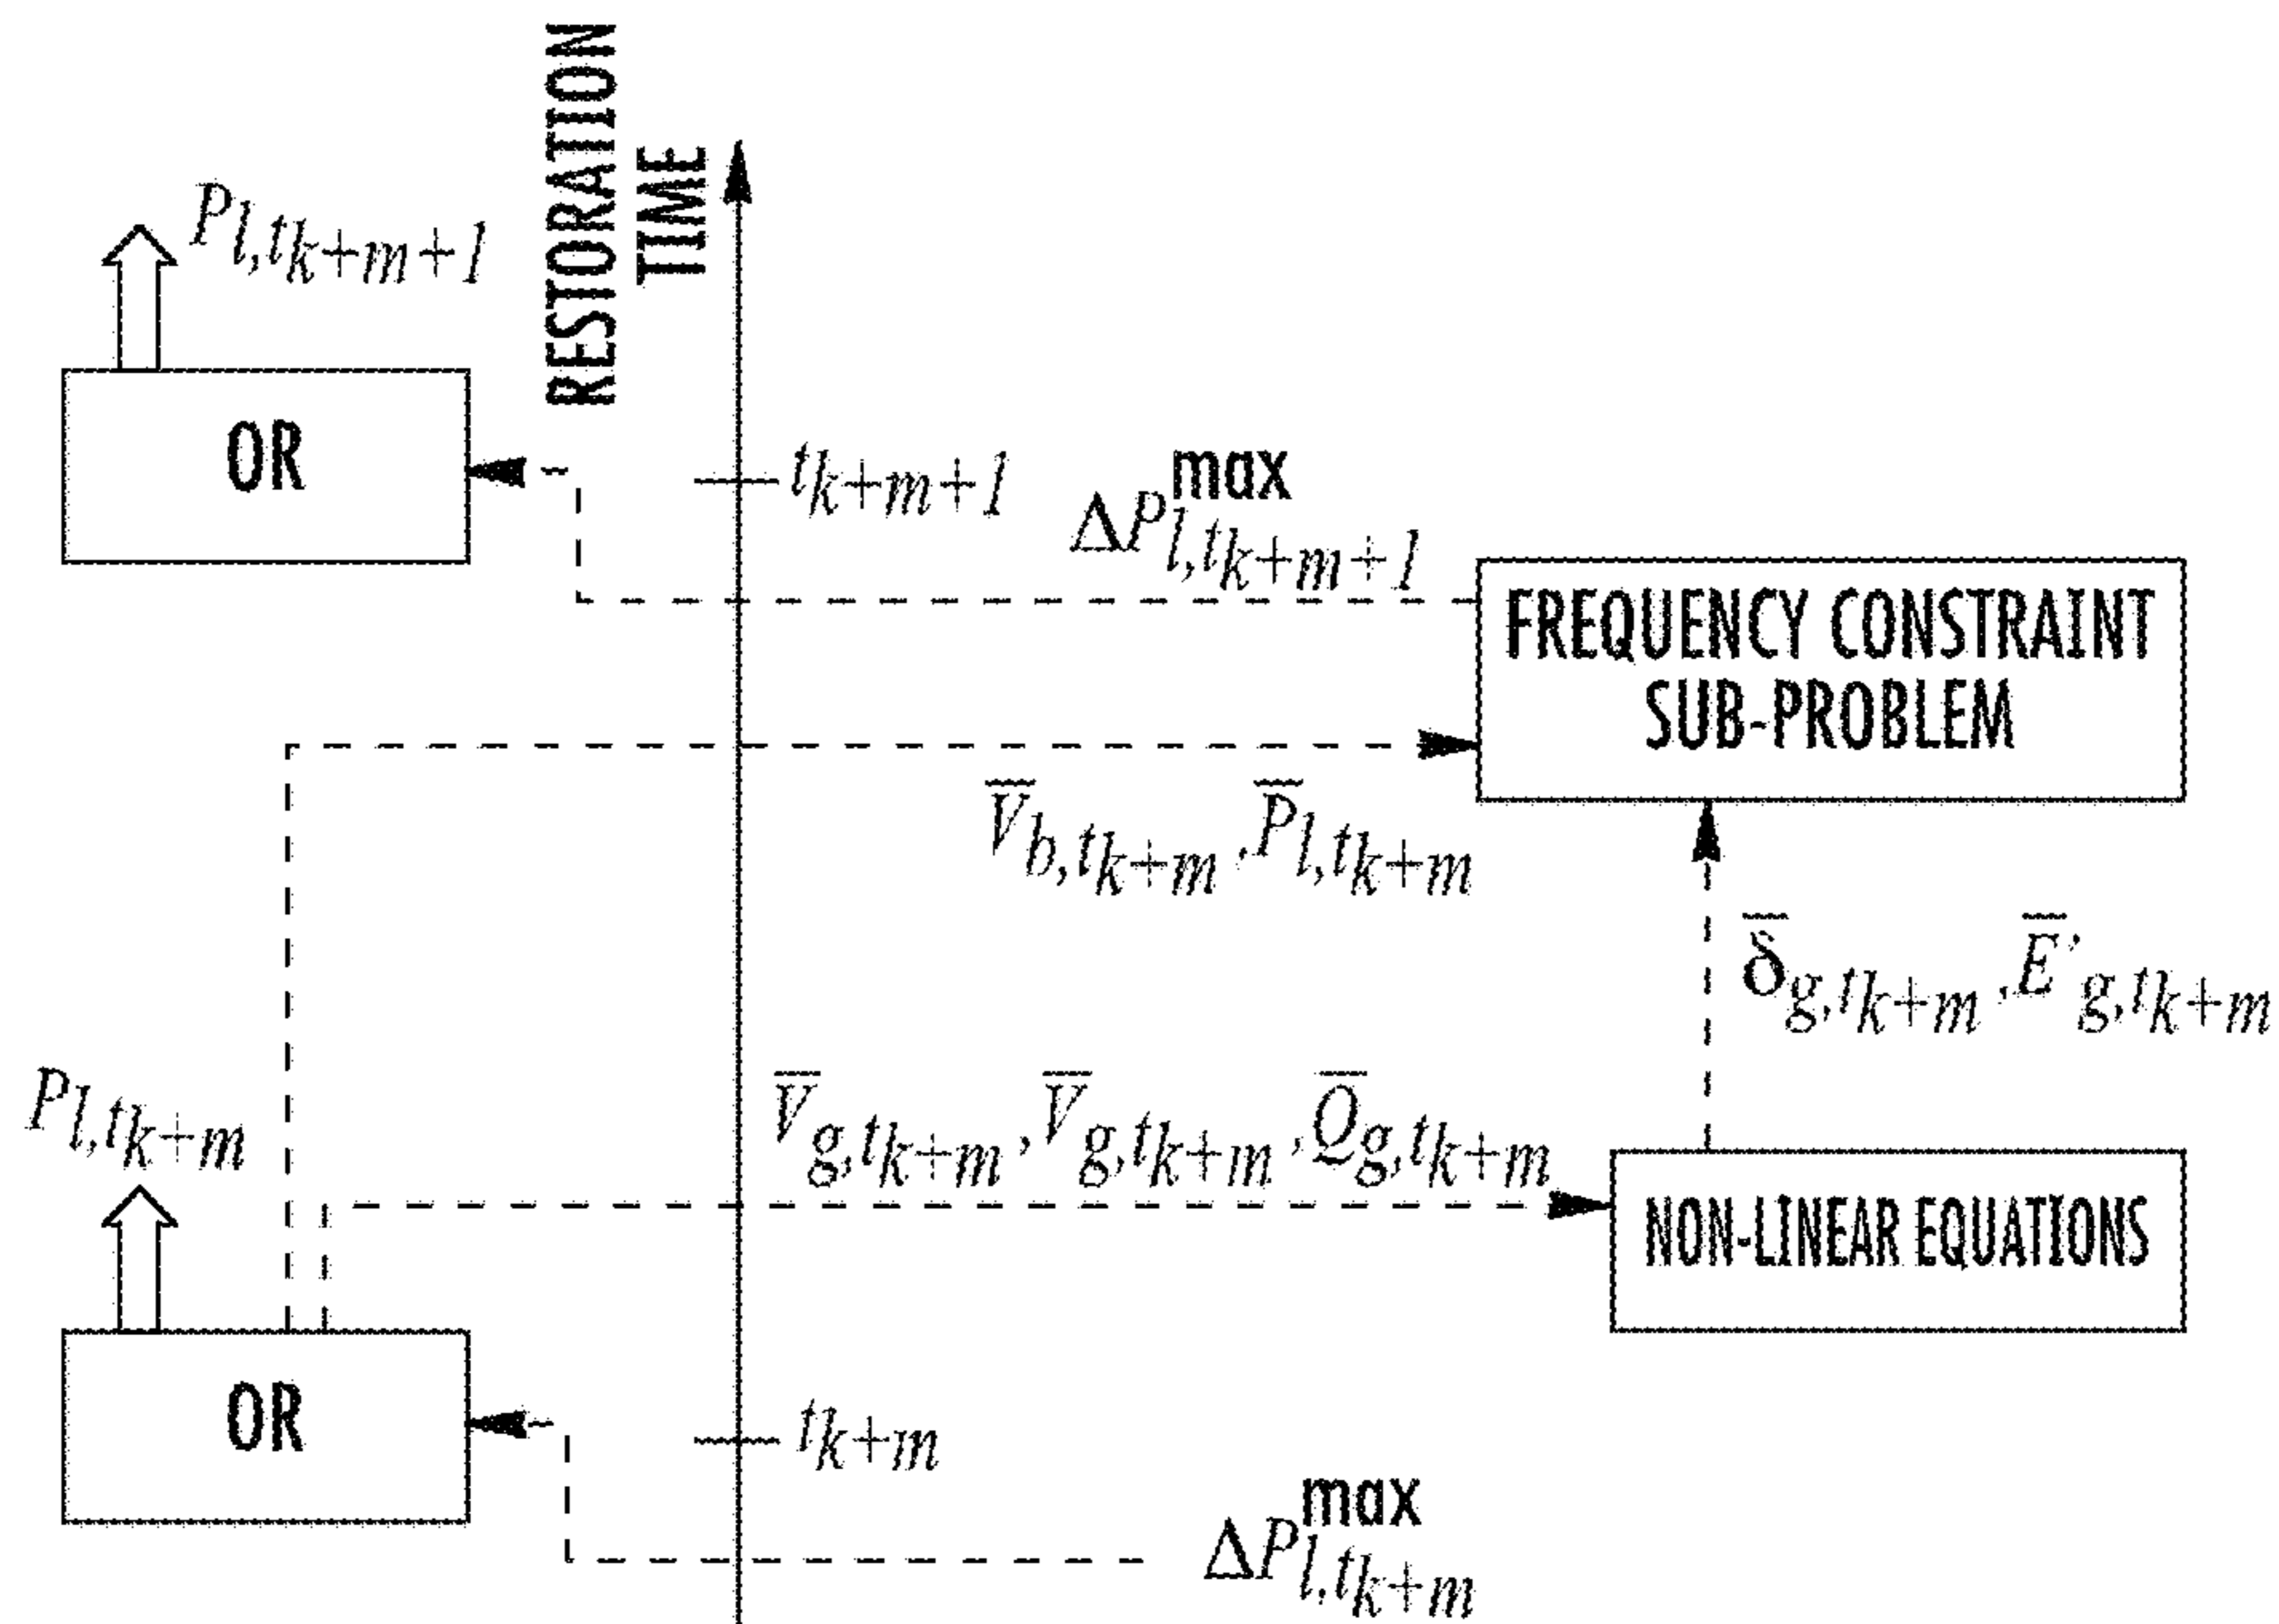 RESTORATION
TIME
P_{l,t_{k+m+1}}
OR
t_{k+m+1}
ΔP^{max}_{l,t_{k+m+1}}
FREQUENCY CONSTRAINT
SUB-PROBLEM
V̅_{b,t_{k+m}}, P̅_{l,t_{k+m}}
δ̅_{g,t_{k+m}}, E̅'_{g,t_{k+m}}
P_{l,t_{k+m}}
V̅_{g,t_{k+m}}, V̅_{g,t_{k+m}}, Q̅_{g,t_{k+m}}
NON-LINEAR EQUATIONS
OR
t_{k+m}
ΔP^{max}_{l,t_{k+m}}